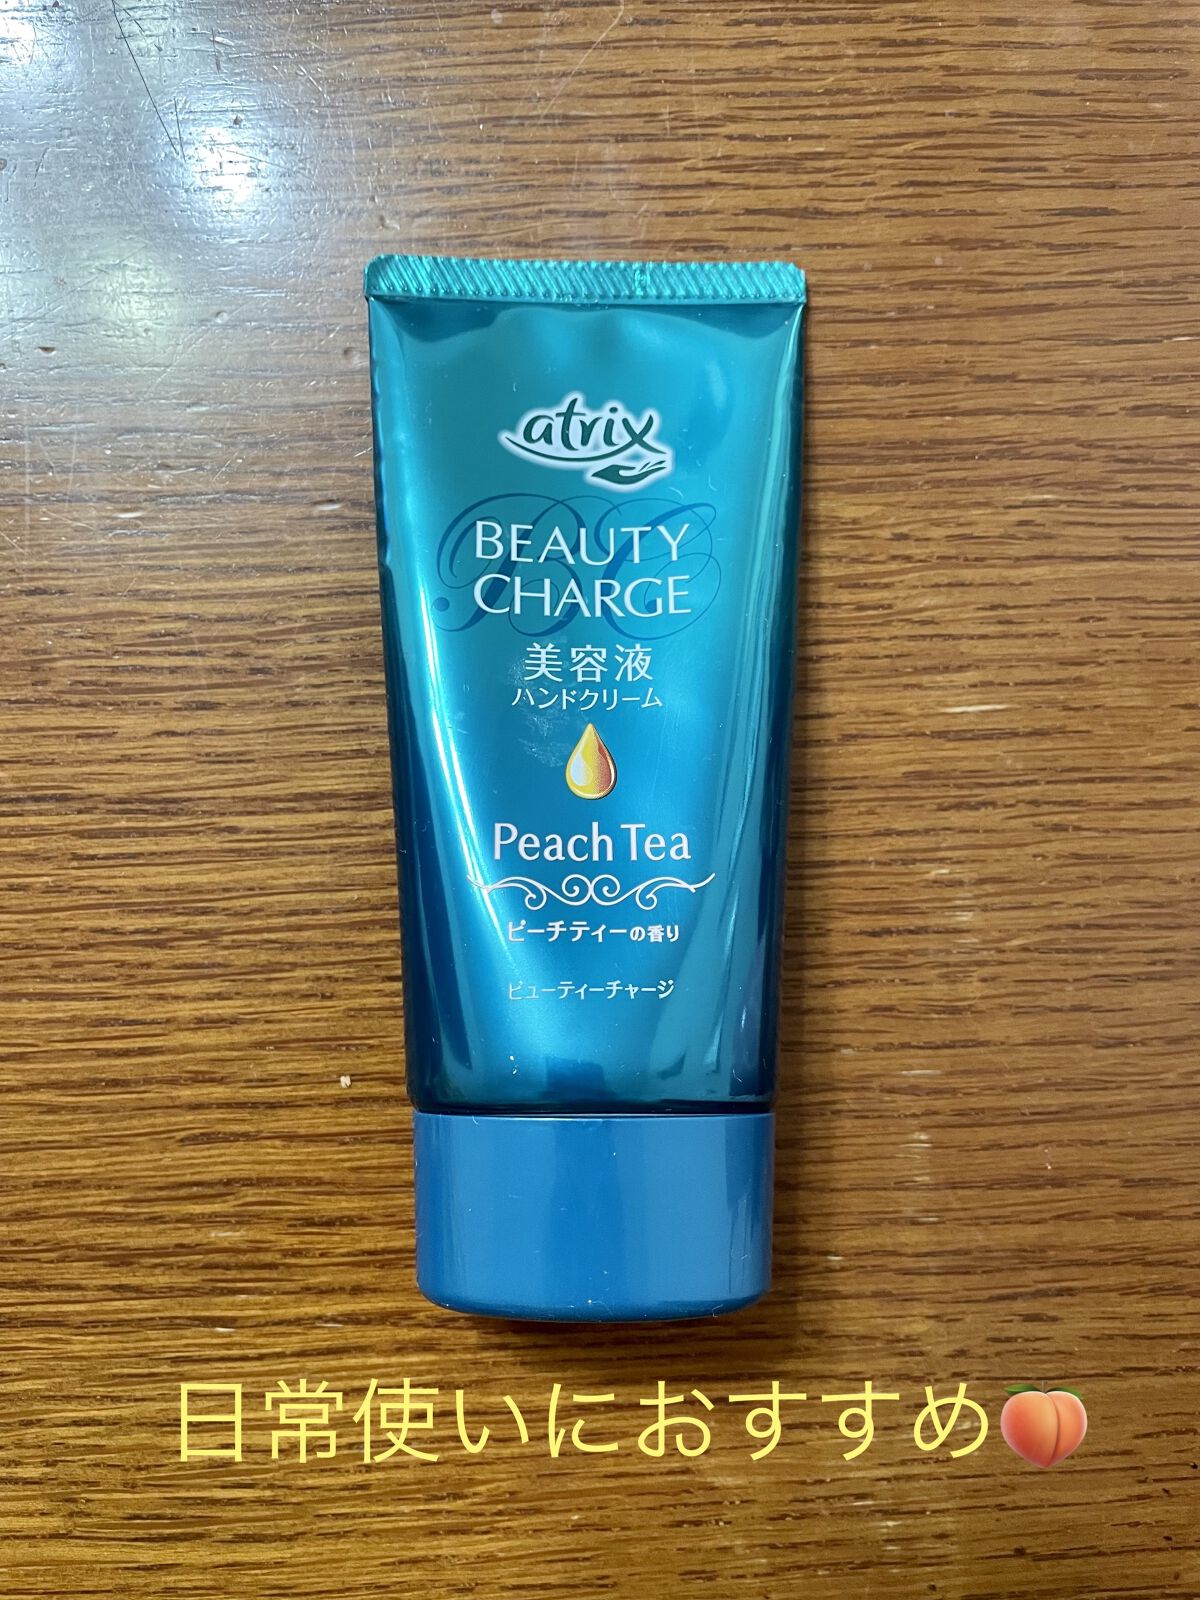 atrix
BEAUTY
CHARGE
美容液
ハンドクリーム
Peach Tea
ピーチティーの香り
ビューティーチャージ
日常使いにおすすめ🍑